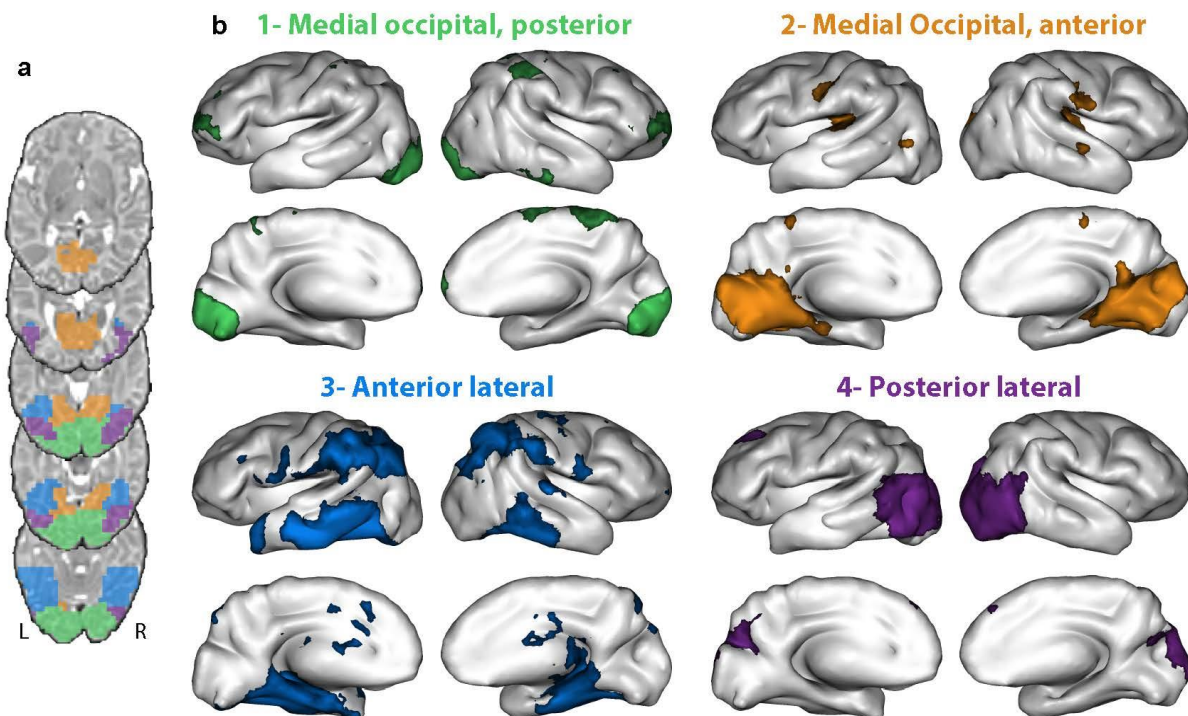 a
b
1- Medial occipital, posterior
2- Medial Occipital, anterior
3- Anterior lateral
4- Posterior lateral
L
R